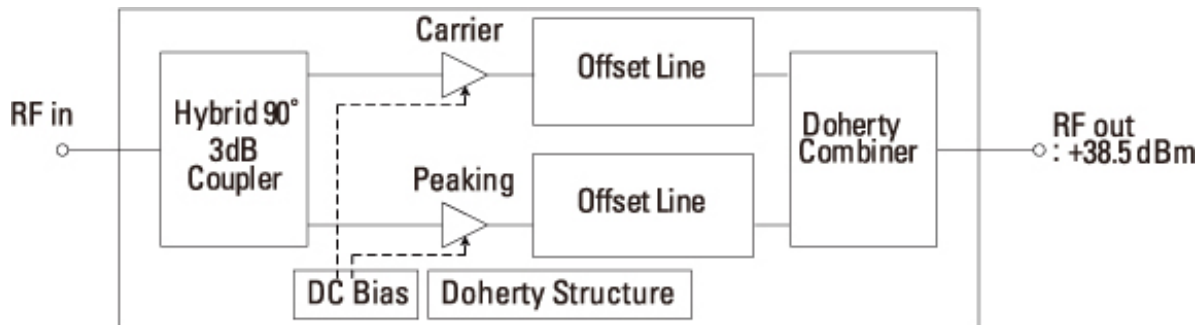 RF in
Hybrid 90°
3dB
Coupler
Carrier
Offset Line
Peaking
Offset Line
Doherty
Combiner
RF out
: +38.5 dBm
DC Bias
Doherty Structure